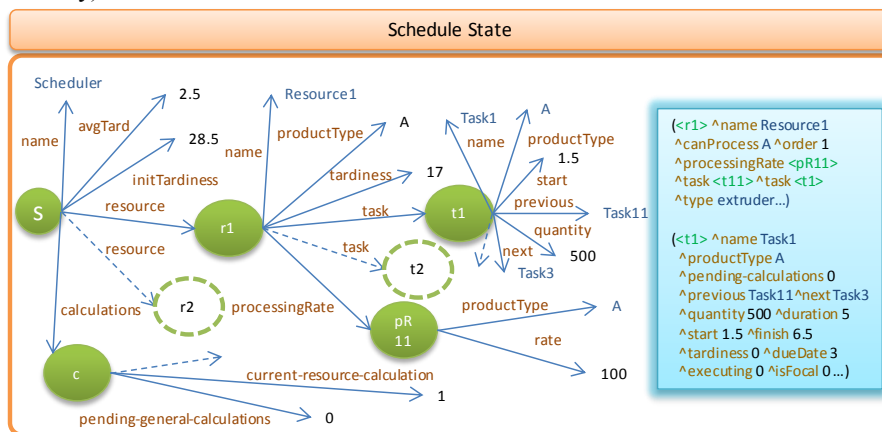 Schedule State
Scheduler
2.5
Resource1
A
Task1
A
name
avgTard
28.5
name
productType
name
productType
1.5
initTardiness
tardiness
17
start
S
resource
r1
task
t1
previous
Task11
resource
task
t2
next
quantity
500
Task3
calculations
r2
processingRate
pR
11
productType
A
rate
100
c
current-resource-calculation
1
pending-general-calculations
0
(<r1> ^name Resource1
^canProcess A ^order 1
^processingRate <pR11>
^task <t11> ^task <t1>
^type extruder...)
(<t1> ^name Task1
^productType A
^pending-calculations 0
^previous Task11 ^next Task3
^quantity 500 ^duration 5
^start 1.5 ^finish 6.5
^tardiness 0 ^dueDate 3
^executing 0 ^isFocal 0 ...)